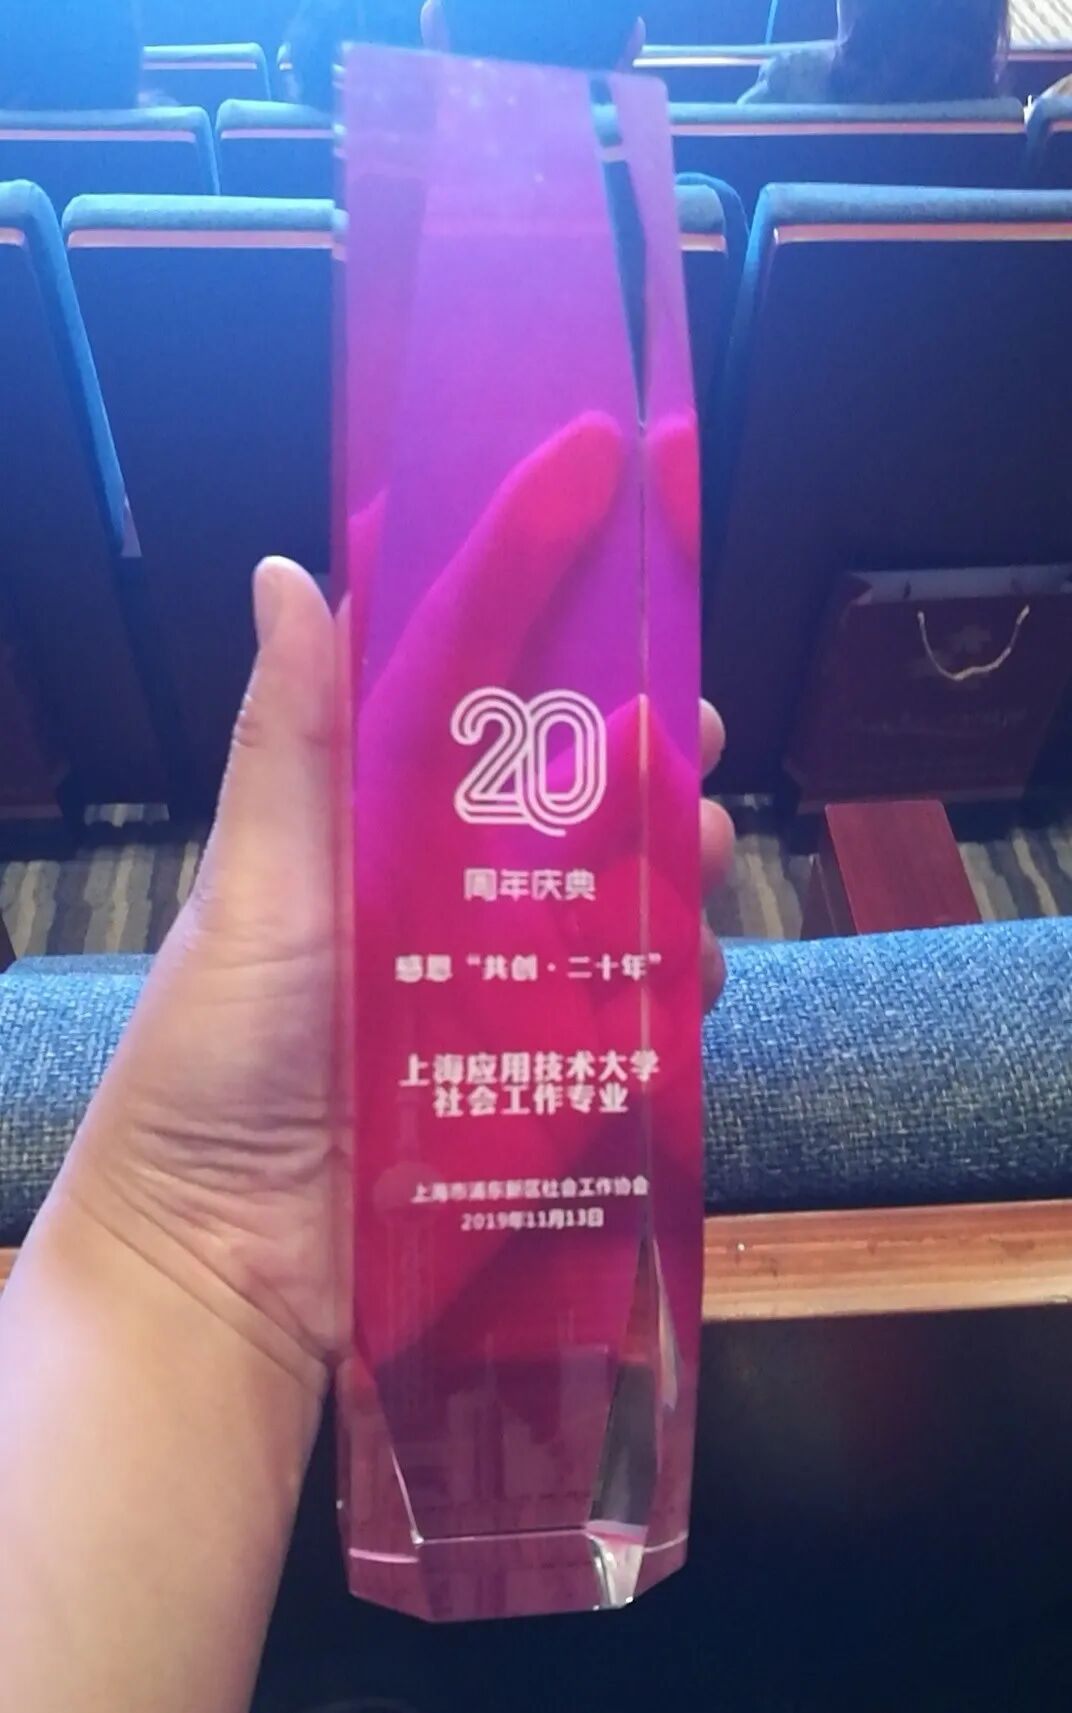 20
周年庆典
感恩“共创·二十年”
上海应用技术大学
社会工作专业
上海市浦东新区社会工作协会
2019年11月13日